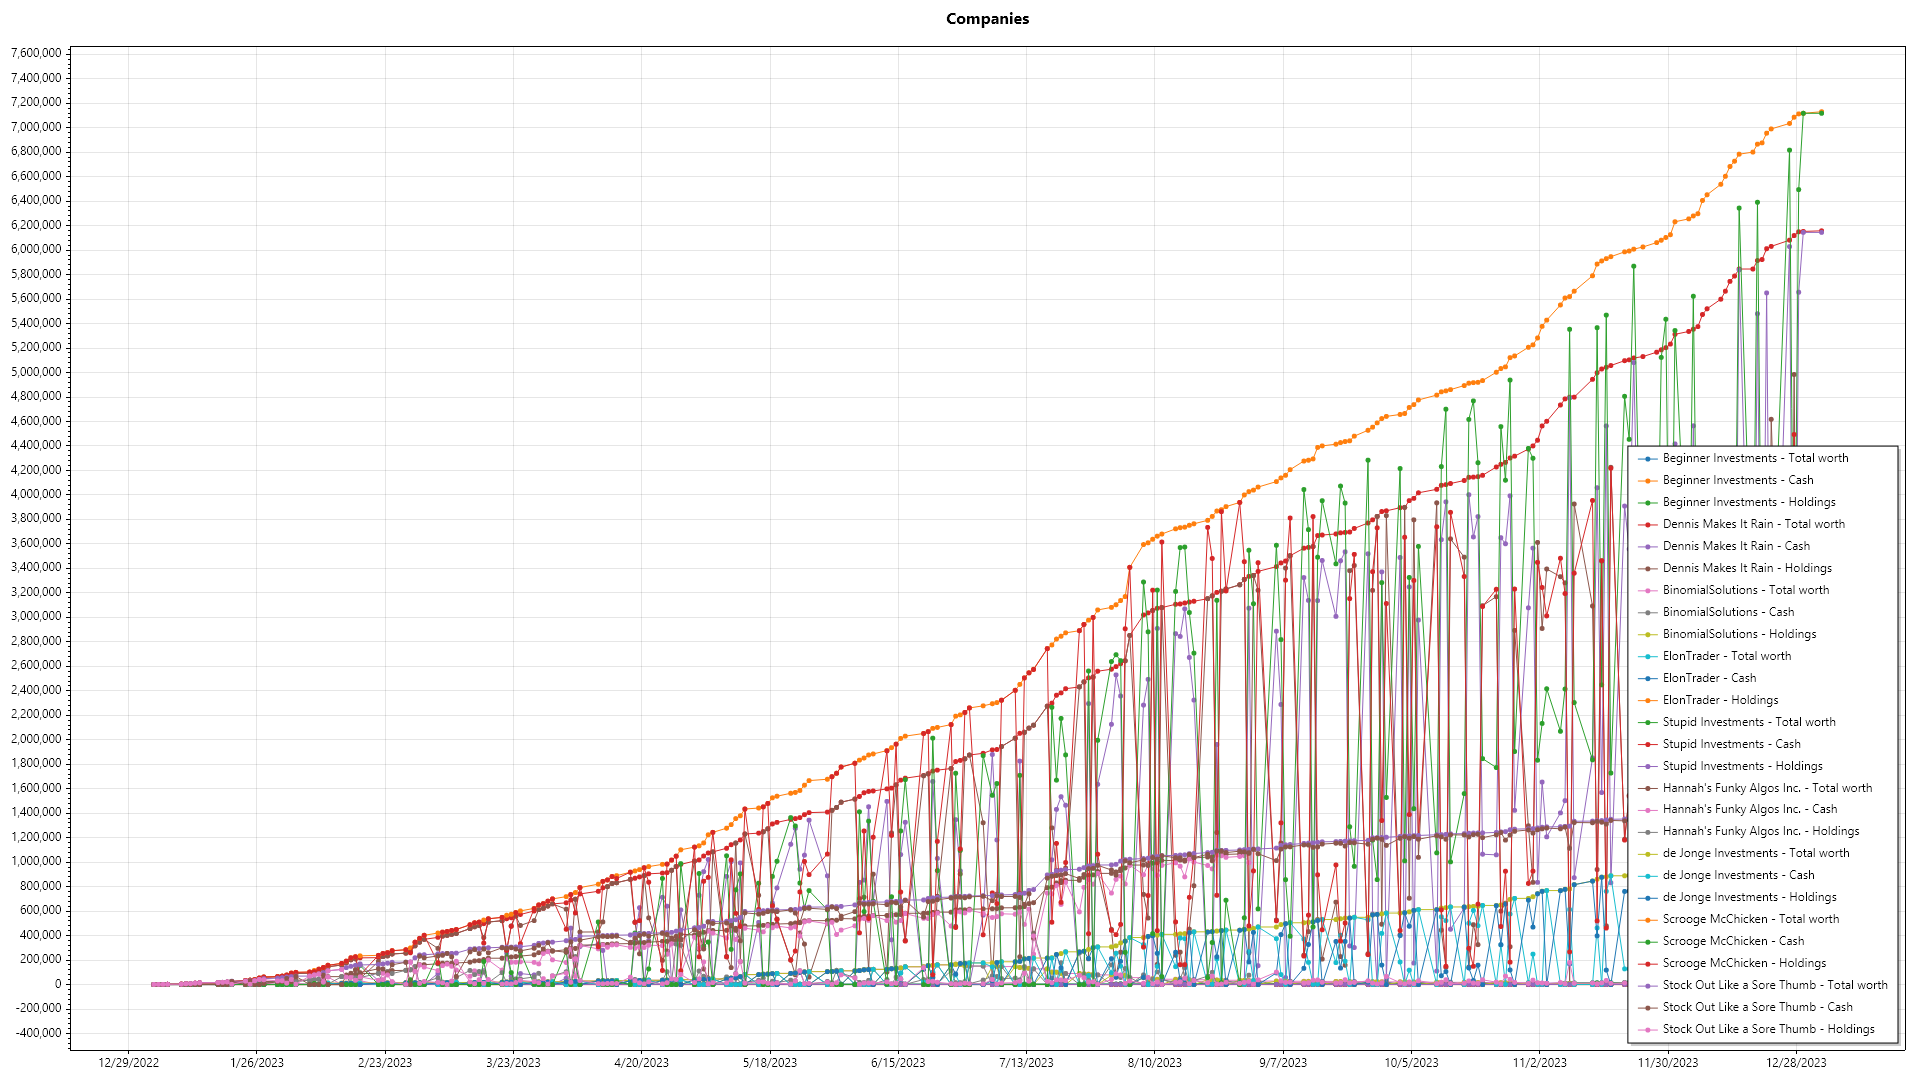 Companies
7,600,000
7,400,000
7,200,000
7,000,000
6,800,000
6,600,000
6,400,000
6,200,000
6,000,000
5,800,000
5,600,000
5,400,000
5,200,000
5,000,000
4,800,000
4,600,000
4,400,000
4,200,000
4,000,000
3,800,000
3,600,000
3,400,000
3,200,000
3,000,000
2,800,000
2,600,000
2,400,000
2,200,000
2,000,000
1,800,000
1,600,000
1,400,000
1,200,000
1,000,000
800,000
600,000
400,000
200,000
0
-200,000
-400,000
12/29/2022 1/26/2023 2/23/2023 3/23/2023 4/20/2023 5/18/2023 6/15/2023 7/13/2023 8/10/2023 9/7/2023 10/5/2023 11/2/2023 11/30/2023 12/28/2023
Beginner Investments - Total worth
Beginner Investments - Cash
Beginner Investments - Holdings
Dennis Makes It Rain - Total worth
Dennis Makes It Rain - Cash
Dennis Makes It Rain - Holdings
BinomialSolutions - Total worth
BinomialSolutions - Cash
BinomialSolutions - Holdings
ElonTrader - Total worth
ElonTrader - Cash
ElonTrader - Holdings
Stupid Investments - Total worth
Stupid Investments - Cash
Stupid Investments - Holdings
Hannah's Funky Algos Inc. - Total worth
Hannah's Funky Algos Inc. - Cash
Hannah's Funky Algos Inc. - Holdings
de Jonge Investments - Total worth
de Jonge Investments - Cash
de Jonge Investments - Holdings
Scrooge McChicken - Total worth
Scrooge McChicken - Cash
Scrooge McChicken - Holdings
Stock Out Like a Sore Thumb - Total worth
Stock Out Like a Sore Thumb - Cash
Stock Out Like a Sore Thumb - Holdings